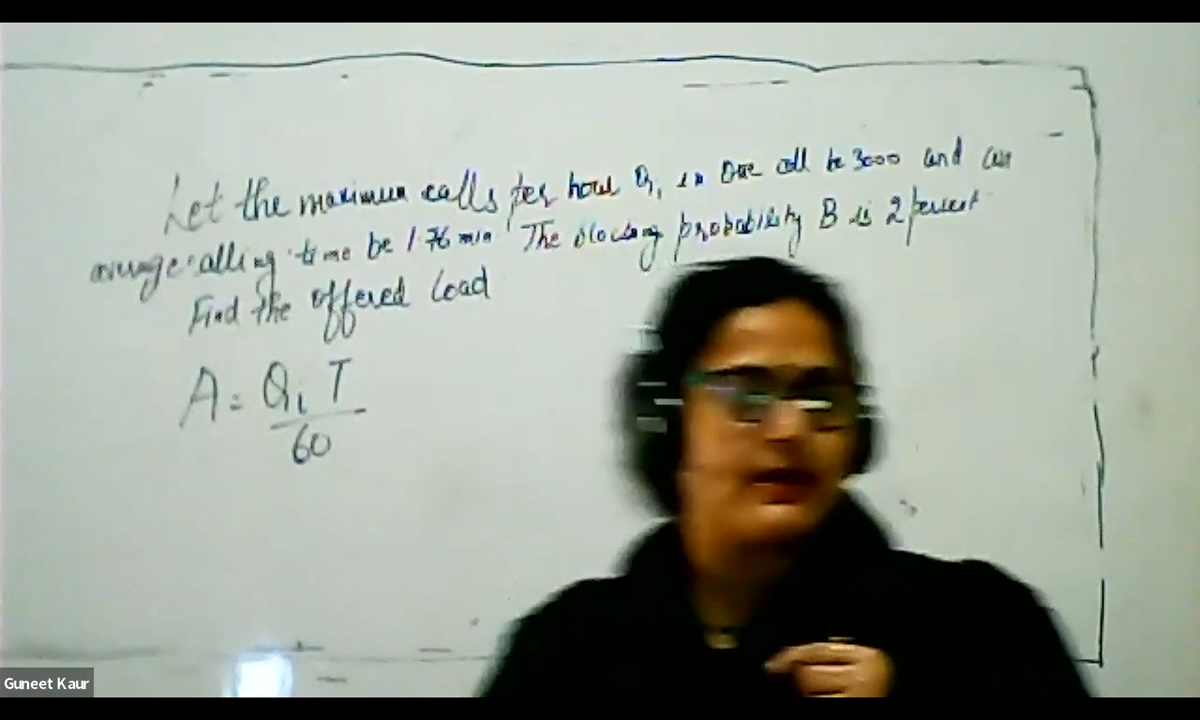 Let the maximum calls per hour Qi in one cell be 3000 and an
average calling time be 1.76 min. The blocking probability B is 2 percent
Find the offered load
A = Qi T
60
Guneet Kaur